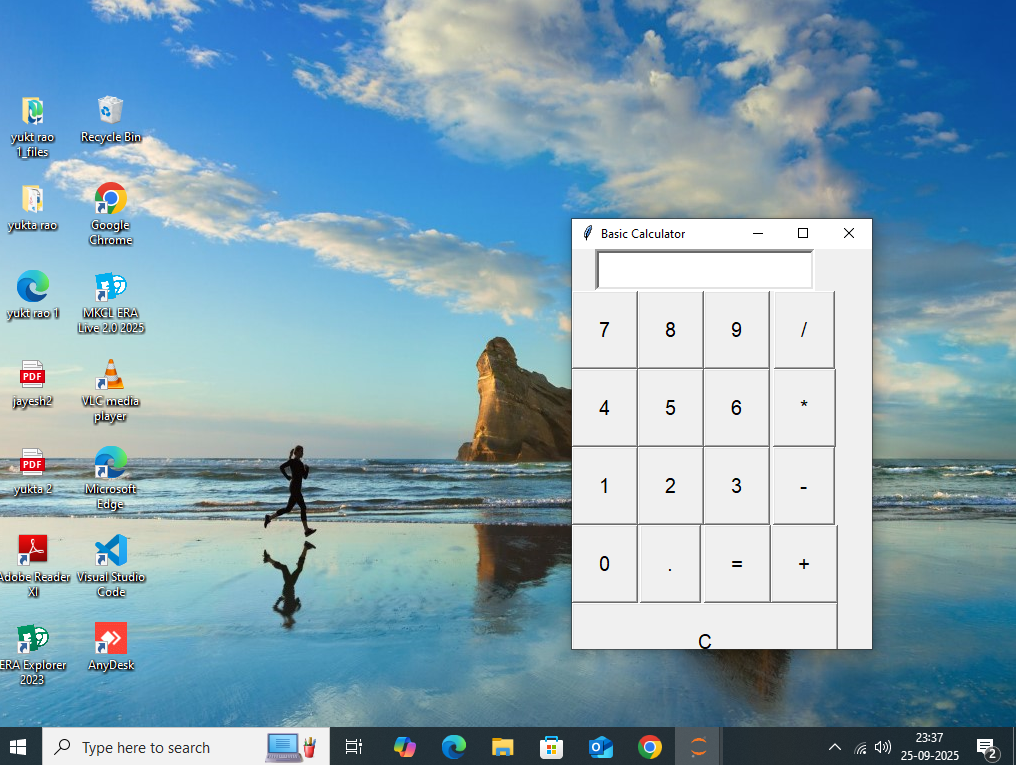 yukt rao
1_files
Recycle Bin
yukta rao
Google
Chrome
yukt rao 1
MKCL ERA
Live 2.0 2025
PDF
jayesh2
VLC media
player
PDF
yukta 2
Microsoft
Edge
Adobe Reader
XI
Visual Studio
Code
ERA Explorer
2023
AnyDesk
Basic Calculator
7 8 9 /
4 5 6 *
1 2 3 -
0 . = +
C
Type here to search
23:37
25-09-2025
2